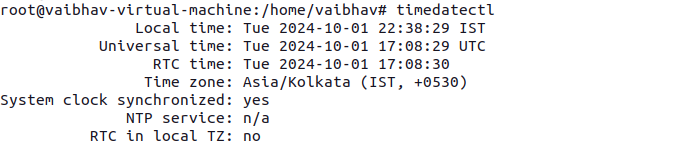 root@vaibhav-virtual-machine:/home/vaibhav# timedatectl
Local time: Tue 2024-10-01 22:38:29 IST
Universal time: Tue 2024-10-01 17:08:29 UTC
RTC time: Tue 2024-10-01 17:08:30
Time zone: Asia/Kolkata (IST, +0530)
System clock synchronized: yes
NTP service: n/a
RTC in local TZ: no